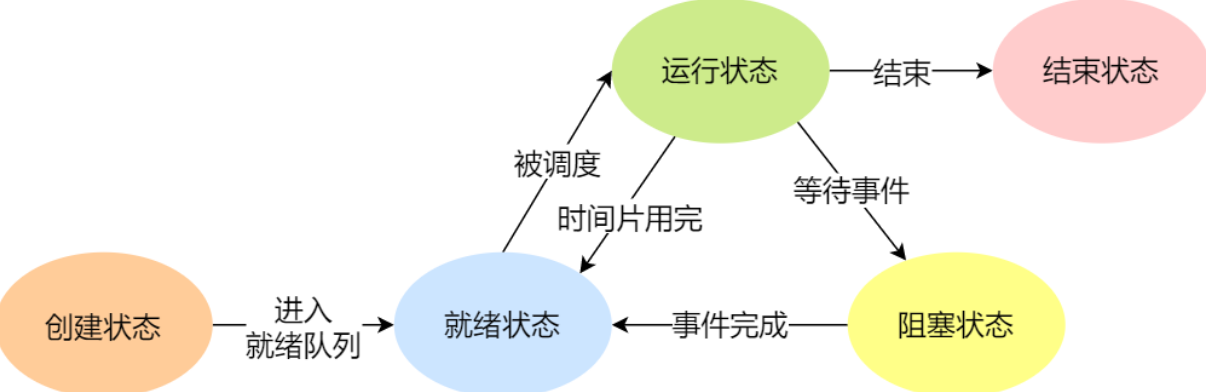 运行状态
结束
结束状态
被调度
等待事件
时间片用完
创建状态
进入
就绪队列
就绪状态
事件完成
阻塞状态